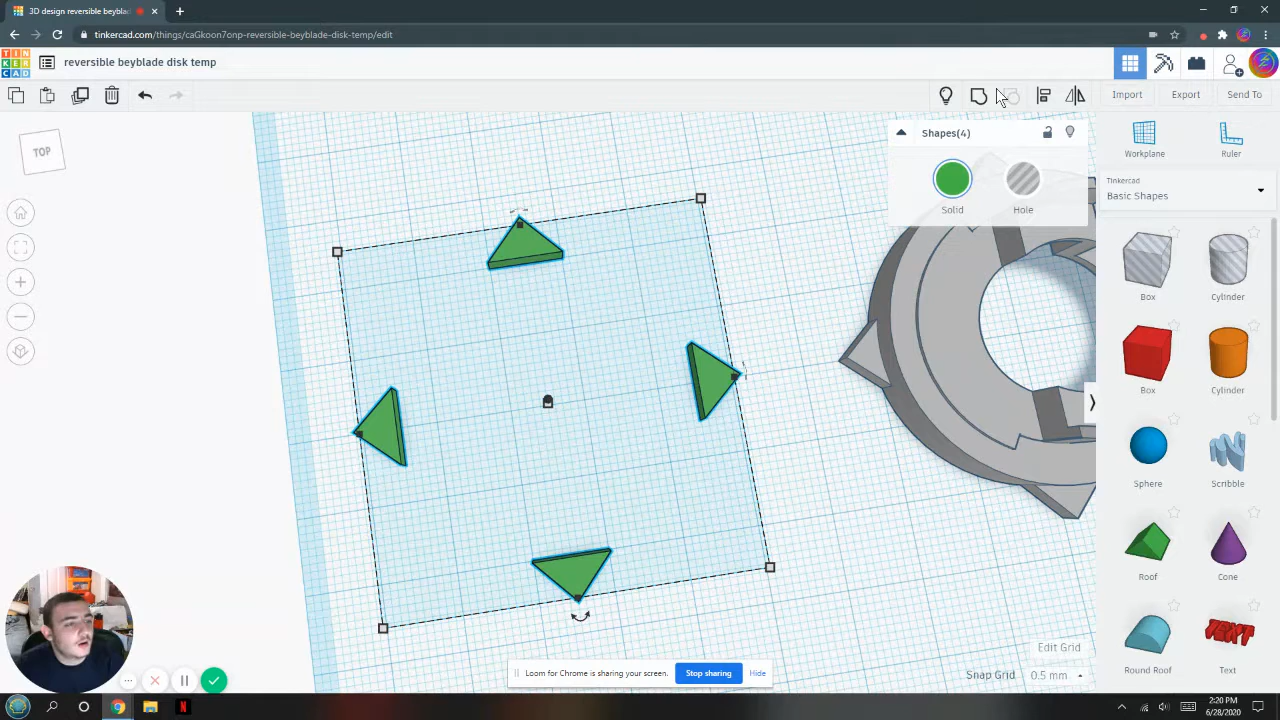 3D design reversible beyblad
tinkercad.com/things/caGkoon7onp-reversible-beyblade-disk-temp/edit
TIN
KER
CAD
reversible beyblade disk temp
Import
Export
Send To
TOP
Shapes(4)
Solid
Hole
Workplane
Ruler
Tinkercad
Basic Shapes
Box
Cylinder
Box
Cylinder
Sphere
Scribble
Roof
Cone
Round Roof
Text
TEXT
Edit Grid
Snap Grid
0.5 mm
Loom for Chrome is sharing your screen.
Stop sharing
Hide
N
2:20 PM
6/28/2020